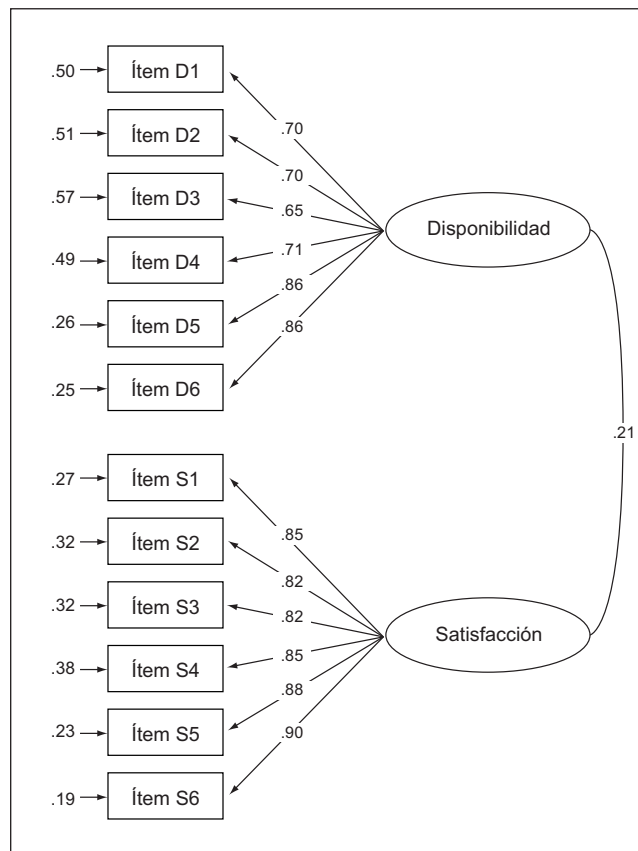 .50 Ítem D1
.70
.51 Ítem D2
.70
.57 Ítem D3
.65
Disponibilidad
.49 Ítem D4
.71
.26 Ítem D5
.86
.25 Ítem D6
.86
.21
.27 Ítem S1
.85
.32 Ítem S2
.82
.32 Ítem S3
.82
Satisfacción
.38 Ítem S4
.85
.23 Ítem S5
.88
.19 Ítem S6
.90